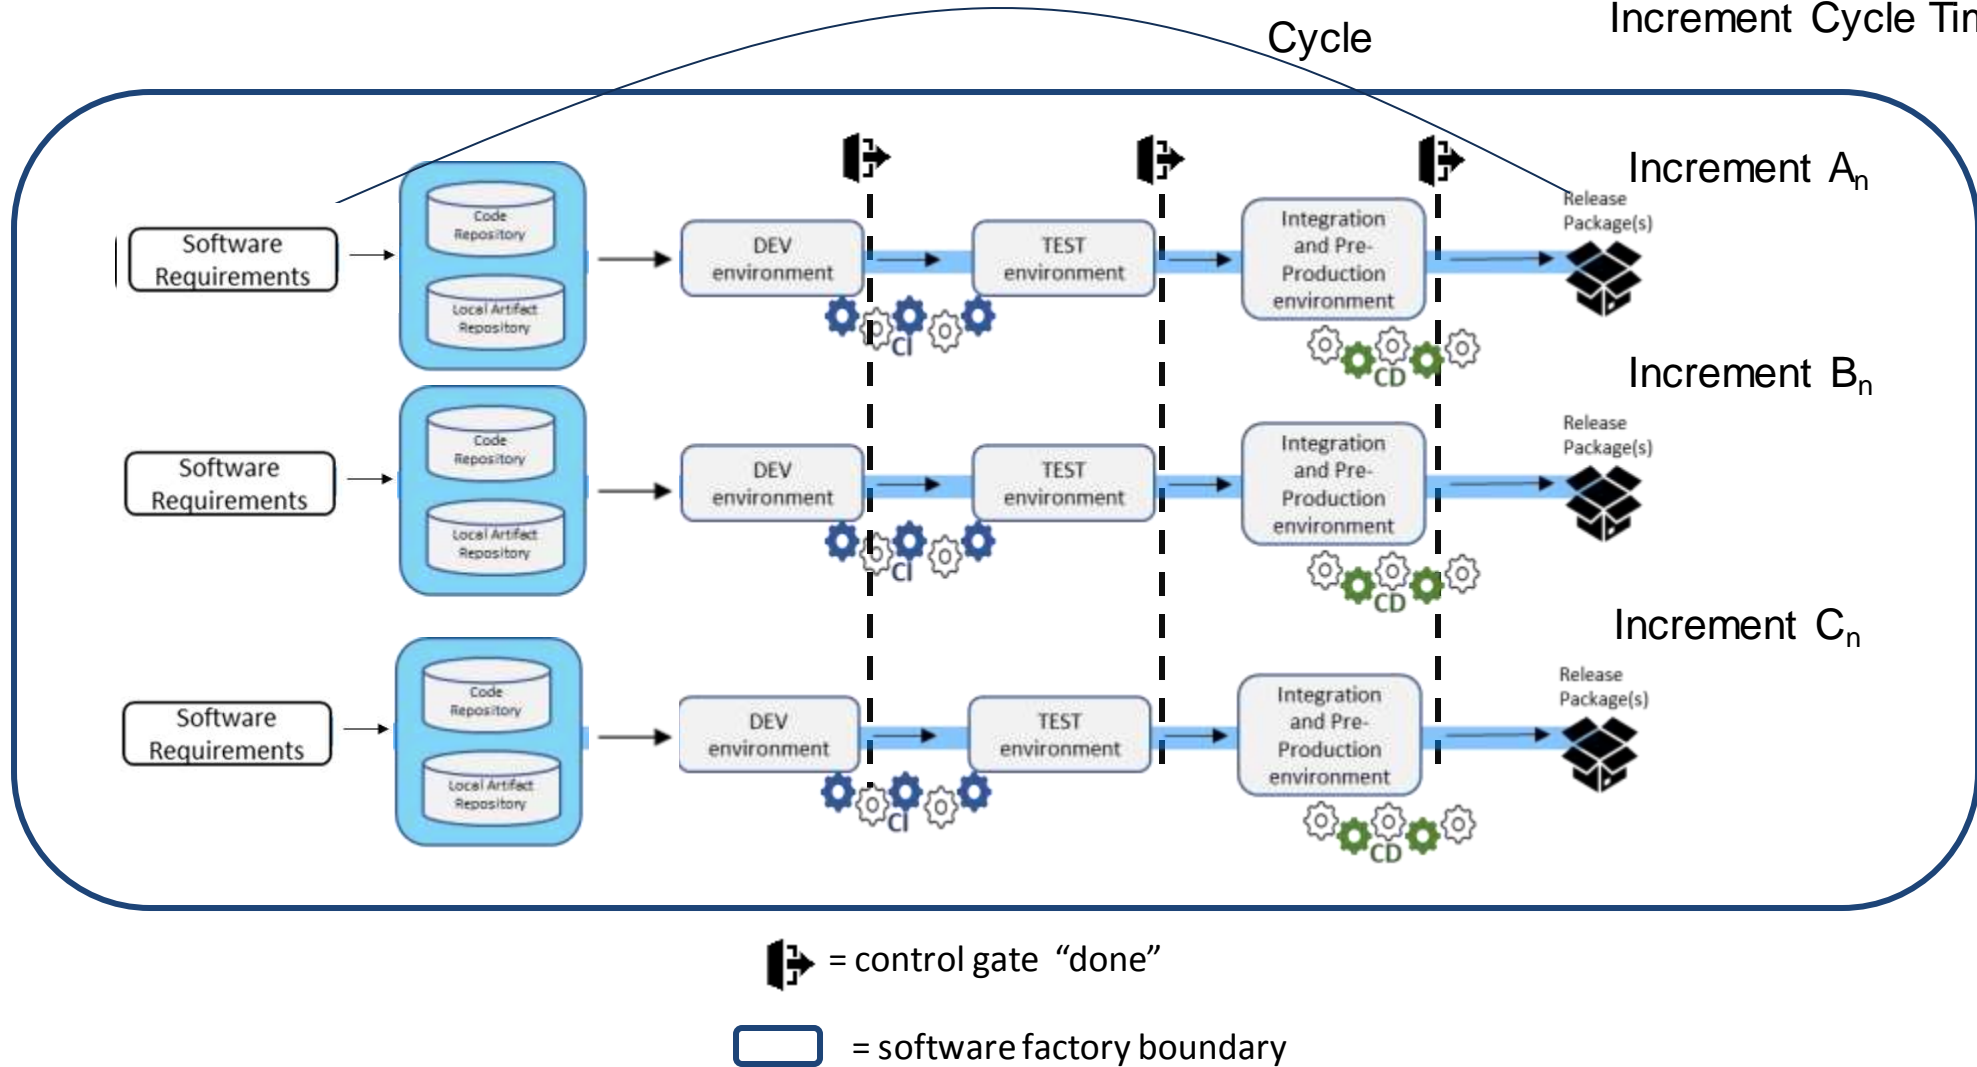 Increment Cycle Tim
Cycle
Increment An
Release
Package(s)
Software
Requirements
Code
Repository
Local Artifact
Repository
DEV
environment
CI
TEST
environment
Integration
and Pre-
Production
environment
CD
Increment Bn
Release
Package(s)
Software
Requirements
Code
Repository
Local Artifact
Repository
DEV
environment
CI
TEST
environment
Integration
and Pre-
Production
environment
CD
Increment Cn
Release
Package(s)
Software
Requirements
Code
Repository
Local Artifact
Repository
DEV
environment
CI
TEST
environment
Integration
and Pre-
Production
environment
CD
= control gate “done”
= software factory boundary